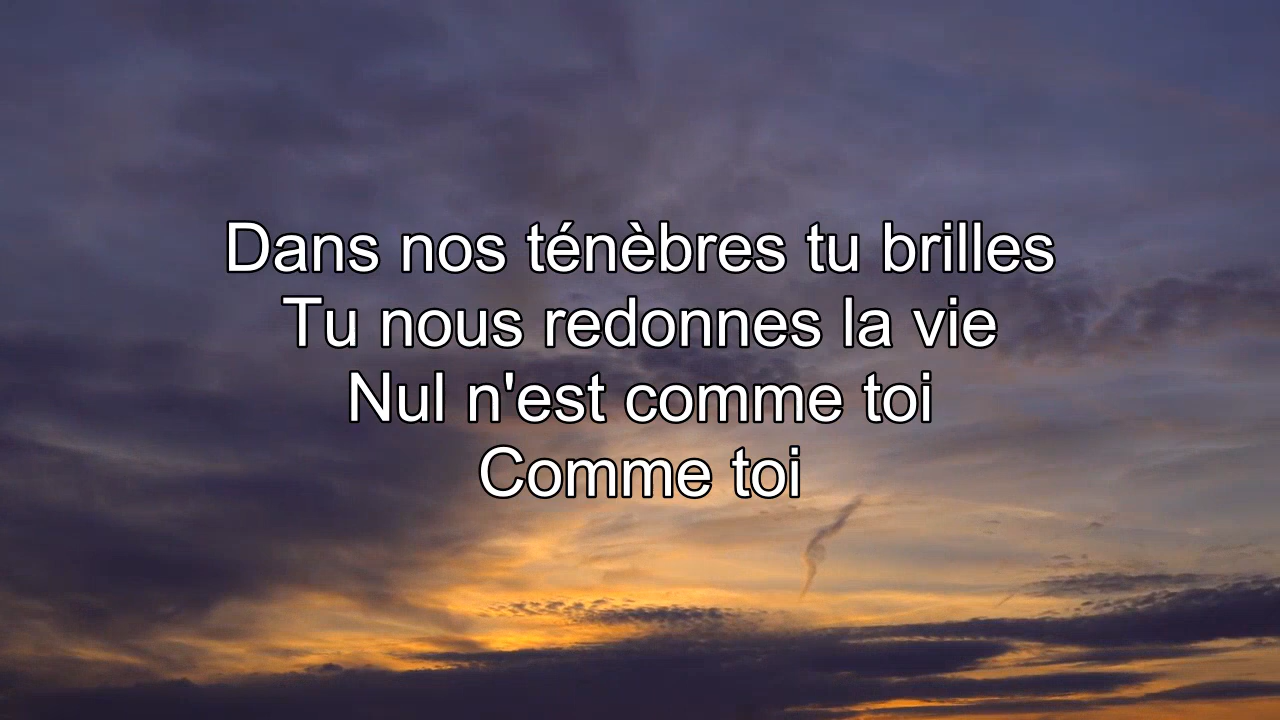 Dans nos ténèbres tu brilles
Tu nous redonnes la vie
Nul n'est comme toi
Comme toi